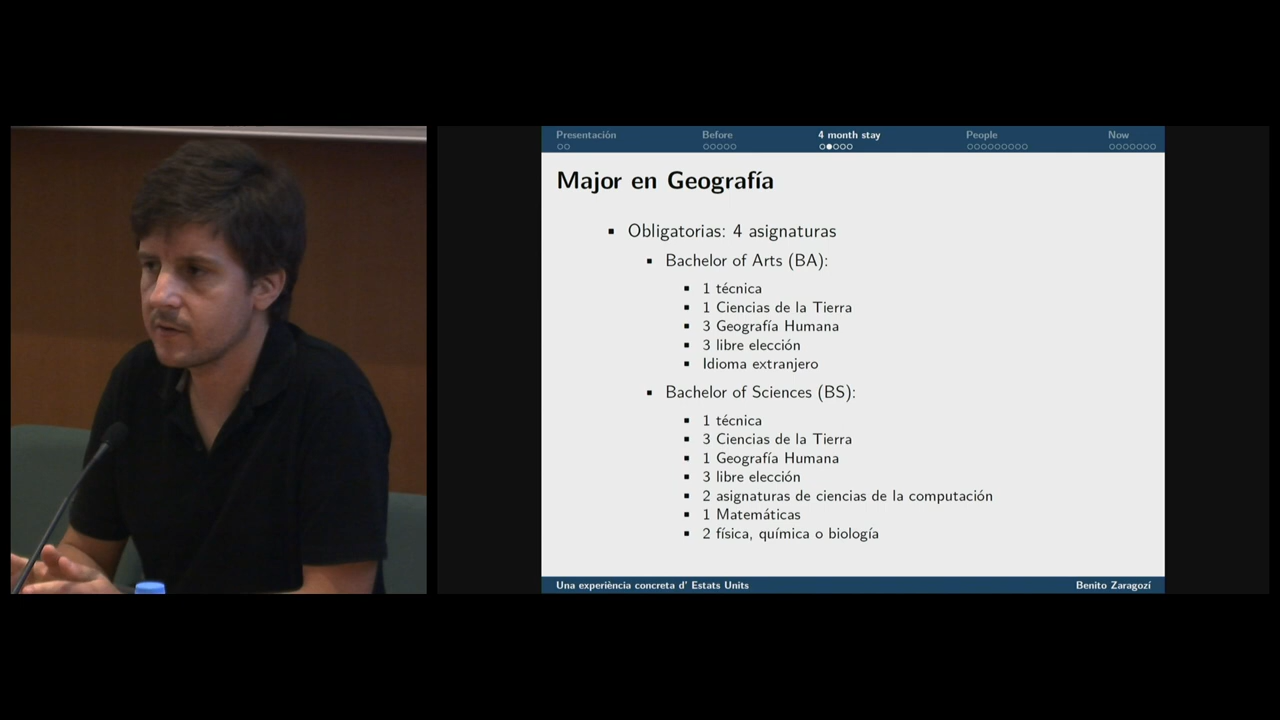 Presentación
Before
4 month stay
People
Now
Major en Geografía
Obligatorias: 4 asignaturas
Bachelor of Arts (BA):
1 técnica
1 Ciencias de la Tierra
3 Geografía Humana
3 libre elección
Idioma extranjero
Bachelor of Sciences (BS):
1 técnica
3 Ciencias de la Tierra
1 Geografía Humana
3 libre elección
2 asignaturas de ciencias de la computación
1 Matemáticas
2 física, química o biología
Una experiència concreta d' Estats Units
Benito Zaragozí